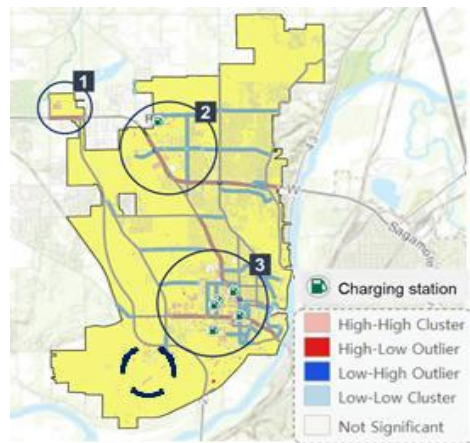 1
2
3
W
Sagamore
Charging station
High-High Cluster
High-Low Outlier
Low-High Outlier
Low-Low Cluster
Not Significant